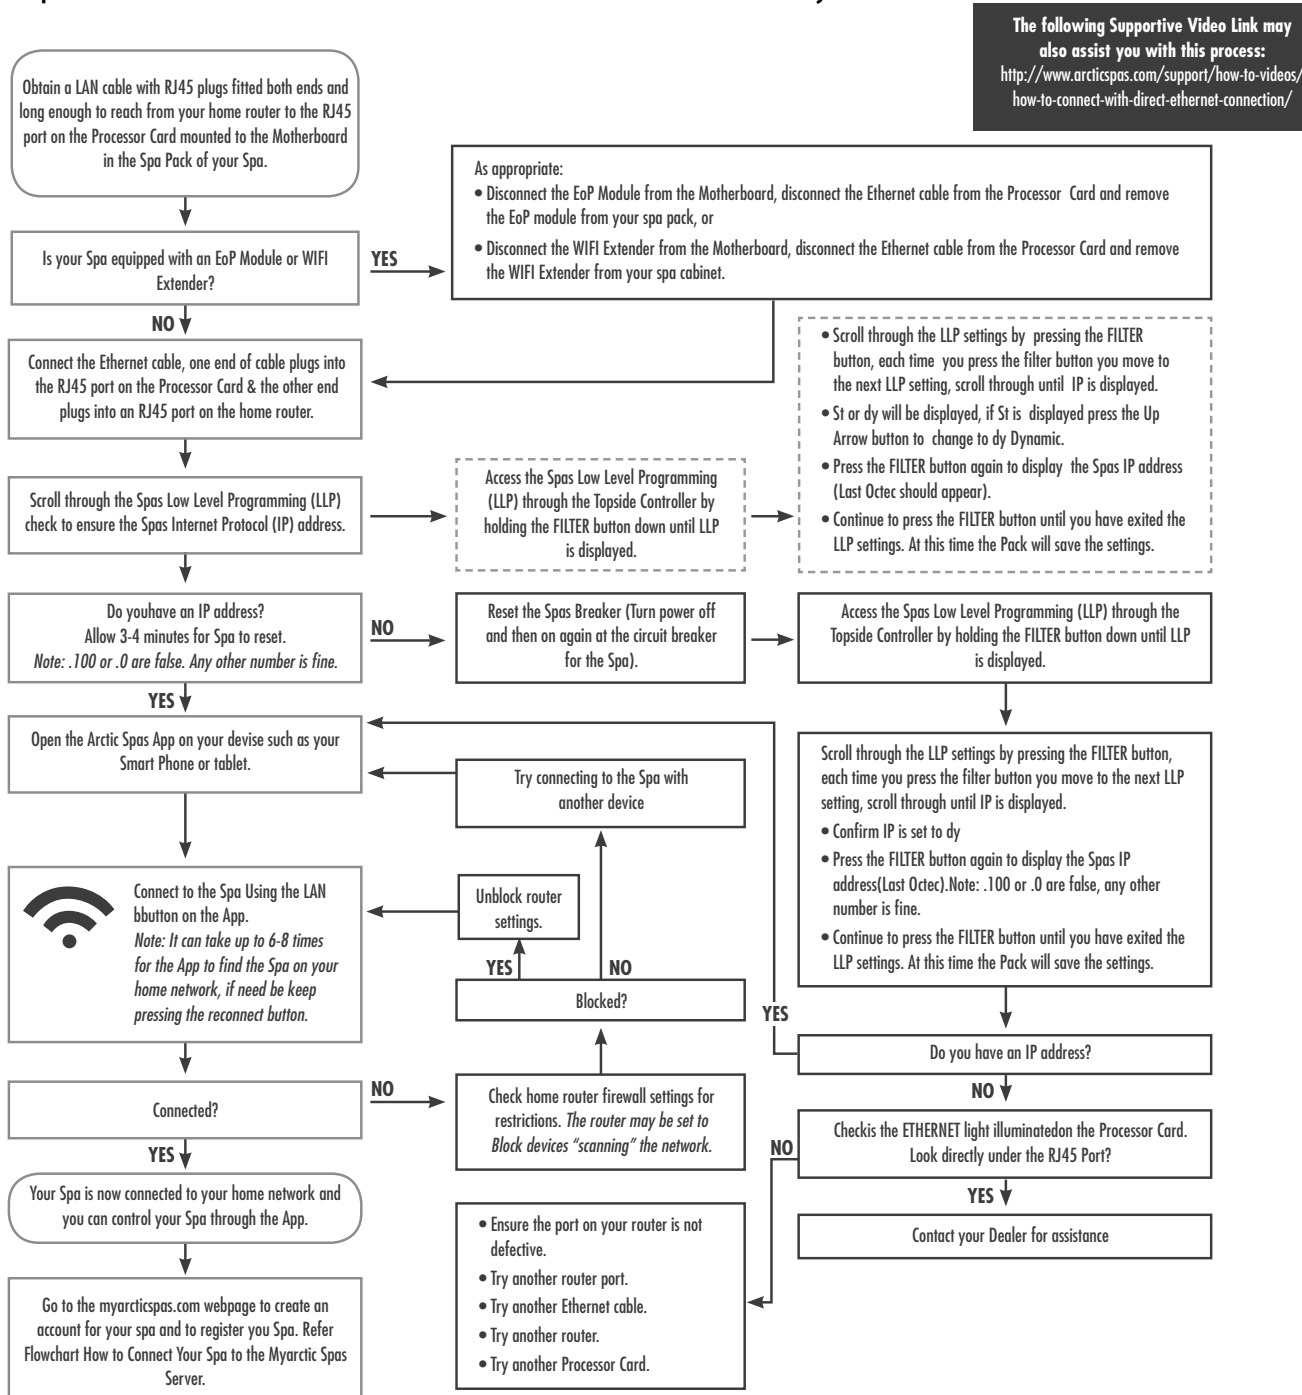 The following Supportive Video Link may
also assist you with this process:
http://www.arcticspas.com/support/how-to-videos/
how-to-connect-with-direct-ethernet-connection/
Obtain a LAN cable with RJ45 plugs fitted both ends and
long enough to reach from your home router to the RJ45
port on the Processor Card mounted to the Motherboard
in the Spa Pack of your Spa.
Is your Spa equipped with an EoP Module or WIFI
Extender?
YES
As appropriate:
• Disconnect the EoP Module from the Motherboard, disconnect the Ethernet cable from the Processor Card and remove
the EoP module from your spa pack, or
• Disconnect the WIFI Extender from the Motherboard, disconnect the Ethernet cable from the Processor Card and remove
the WIFI Extender from your spa cabinet.
NO
Connect the Ethernet cable, one end of cable plugs into
the RJ45 port on the Processor Card & the other end
plugs into an RJ45 port on the home router.
Scroll through the Spas Low Level Programming (LLP)
check to ensure the Spas Internet Protocol (IP) address.
Access the Spas Low Level Programming
(LLP) through the Topside Controller by
holding the FILTER button down until LLP
is displayed.
• Scroll through the LLP settings by pressing the FILTER
button, each time you press the filter button you move to
the next LLP setting, scroll through until IP is displayed.
• St or dy will be displayed, if St is displayed press the Up
Arrow button to change to dy Dynamic.
• Press the FILTER button again to display the Spas IP address
(Last Octec should appear).
• Continue to press the FILTER button until you have exited the
LLP settings. At this time the Pack will save the settings.
Do youhave an IP address?
Allow 3-4 minutes for Spa to reset.
Note: .100 or .0 are false. Any other number is fine.
NO
Reset the Spas Breaker (Turn power off
and then on again at the circuit breaker
for the Spa).
Access the Spas Low Level Programming (LLP) through the
Topside Controller by holding the FILTER button down until LLP
is displayed.
YES
Open the Arctic Spas App on your devise such as your
Smart Phone or tablet.
Try connecting to the Spa with
another device
Scroll through the LLP settings by pressing the FILTER button,
each time you press the filter button you move to the next LLP
setting, scroll through until IP is displayed.
• Confirm IP is set to dy
• Press the FILTER button again to display the Spas IP
address(Last Octec).Note: .100 or .0 are false, any other
number is fine.
• Continue to press the FILTER button until you have exited the
LLP settings. At this time the Pack will save the settings.
Connect to the Spa Using the LAN
bbutton on the App.
Note: It can take up to 6-8 times
for the App to find the Spa on your
home network, if need be keep
pressing the reconnect button.
Unblock router
settings.
YES
NO
Blocked?
YES
Do you have an IP address?
NO
Connected?
NO
Check home router firewall settings for
restrictions. The router may be set to
Block devices “scanning” the network.
NO
Checkis the ETHERNET light illuminatedon the Processor Card.
Look directly under the RJ45 Port?
YES
YES
Your Spa is now connected to your home network and
you can control your Spa through the App.
Contact your Dealer for assistance
• Ensure the port on your router is not
defective.
• Try another router port.
• Try another Ethernet cable.
• Try another router.
• Try another Processor Card.
Go to the myarcticspas.com webpage to create an
account for your spa and to register you Spa. Refer
Flowchart How to Connect Your Spa to the Myarctic Spas
Server.